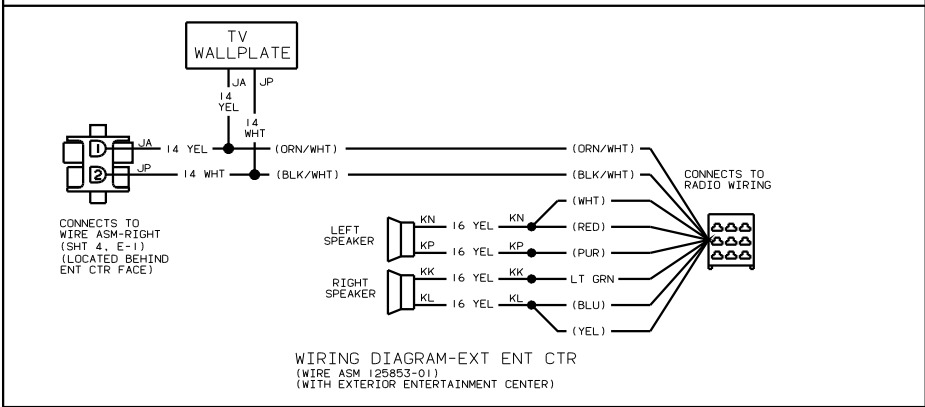 TV
WALLPLATE
JA JP
14
YEL
14
WHT
1
JA
14 YEL
(ORN/WHT)
(ORN/WHT)
2
JP
14 WHT
(BLK/WHT)
(BLK/WHT)
CONNECTS TO
RADIO WIRING
(WHT)
CONNECTS TO
WIRE ASM-RIGHT
(SHT 4, E-1)
(LOCATED BEHIND
ENT CTR FACE)
LEFT
SPEAKER
KN 16 YEL KN
(RED)
KP 16 YEL KP
(PUR)
RIGHT
SPEAKER
KK 16 YEL KK
LT GRN
KL 16 YEL KL
(BLU)
(YEL)
WIRING DIAGRAM-EXT ENT CTR
(WIRE ASM 125853-01)
(WITH EXTERIOR ENTERTAINMENT CENTER)